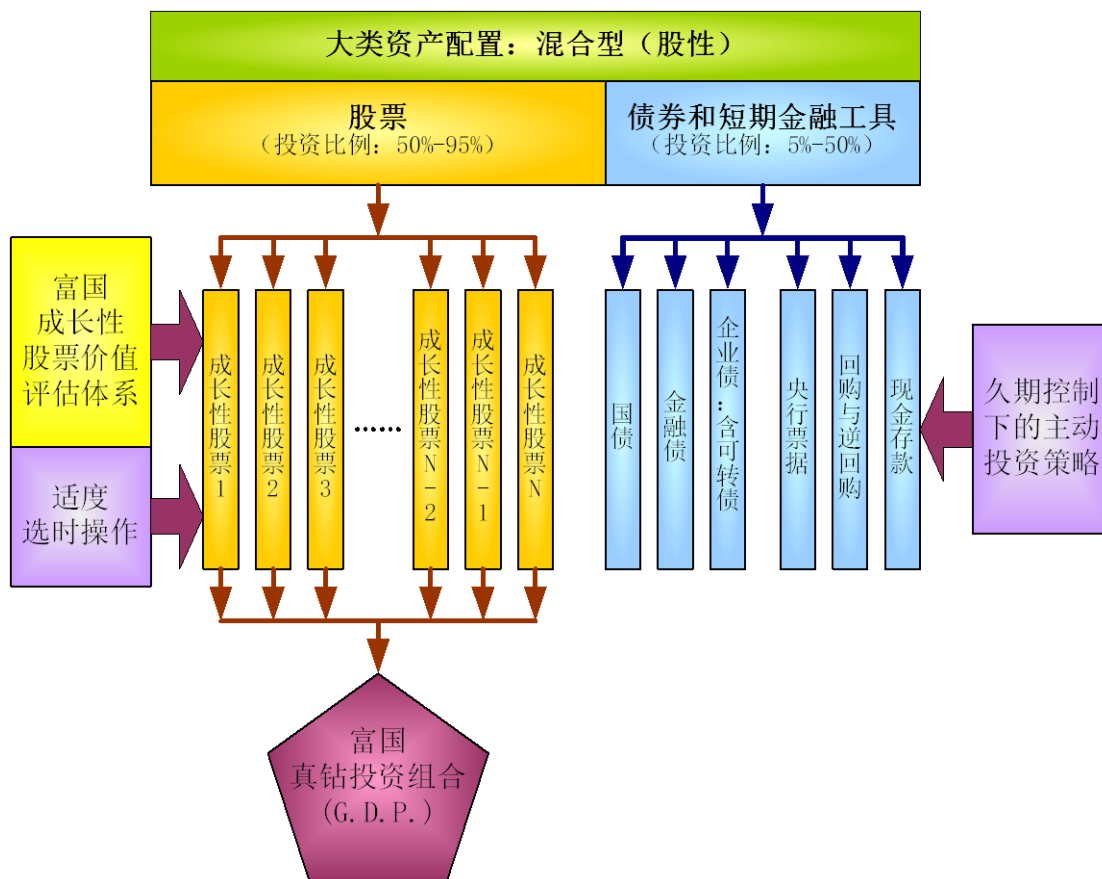 大类资产配置：混合型（股性）
股票
（投资比例：50%-95%）
债券和短期金融工具
（投资比例：5%-50%）
富国
成长性
股票价值
评估体系
适度
选时操作
成长性股票1
成长性股票2
成长性股票3
……
成长性股票N-2
成长性股票N-1
成长性股票N
国债
金融债
企业债：含可转债
央行票据
回购与逆回购
现金存款
久期控制
下的主动
投资策略
富国
真钻投资组合
(G.D.P.)